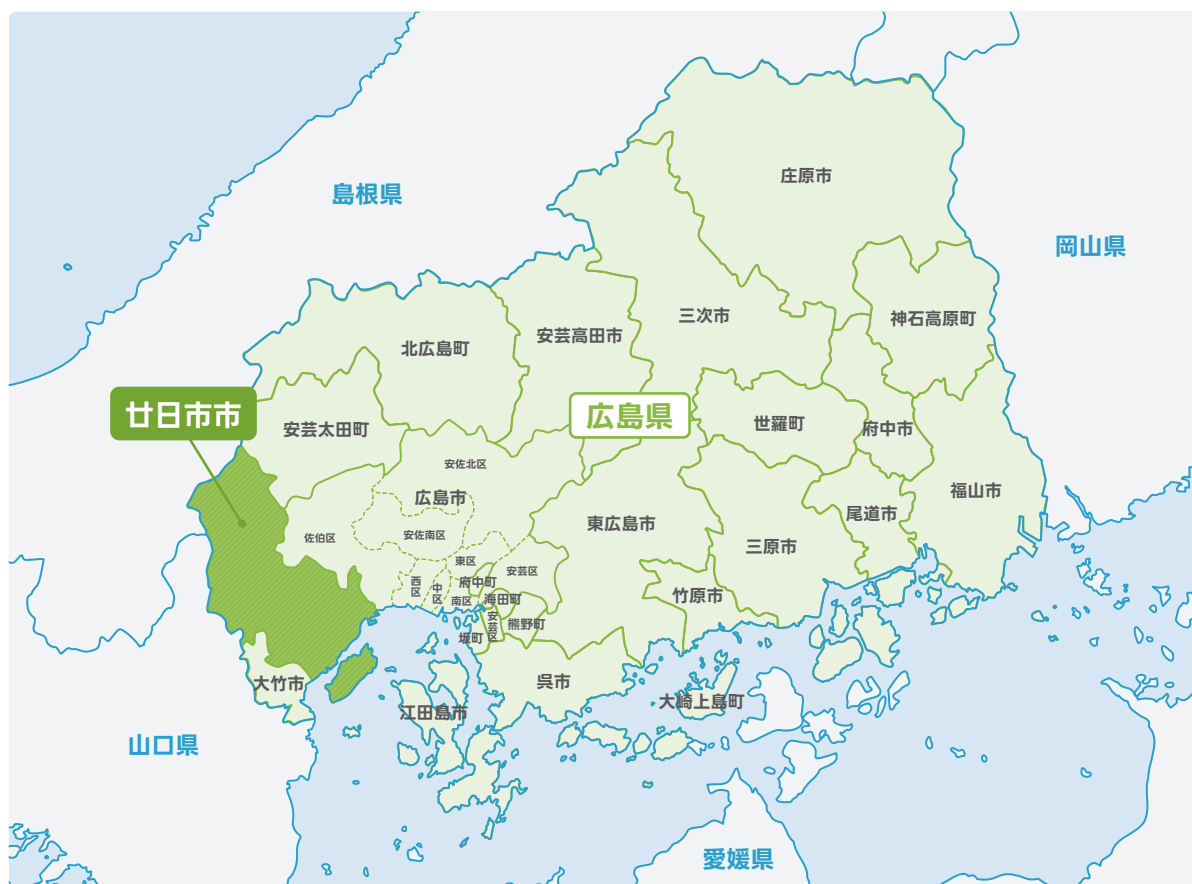 庄原市
島根県
岡山県
三次市
神石高原町
安芸高田市
北広島町
廿日市市
広島県
世羅町
府中市
安芸太田町
安佐北区
広島市
福山市
東広島市
尾道市
佐伯区
安佐南区
三原市
東区
安芸区
府中町
西区
中区
南区
海田町
竹原市
安芸区
熊野町
坂町
大竹市
呉市
大崎上島町
江田島市
山口県
愛媛県